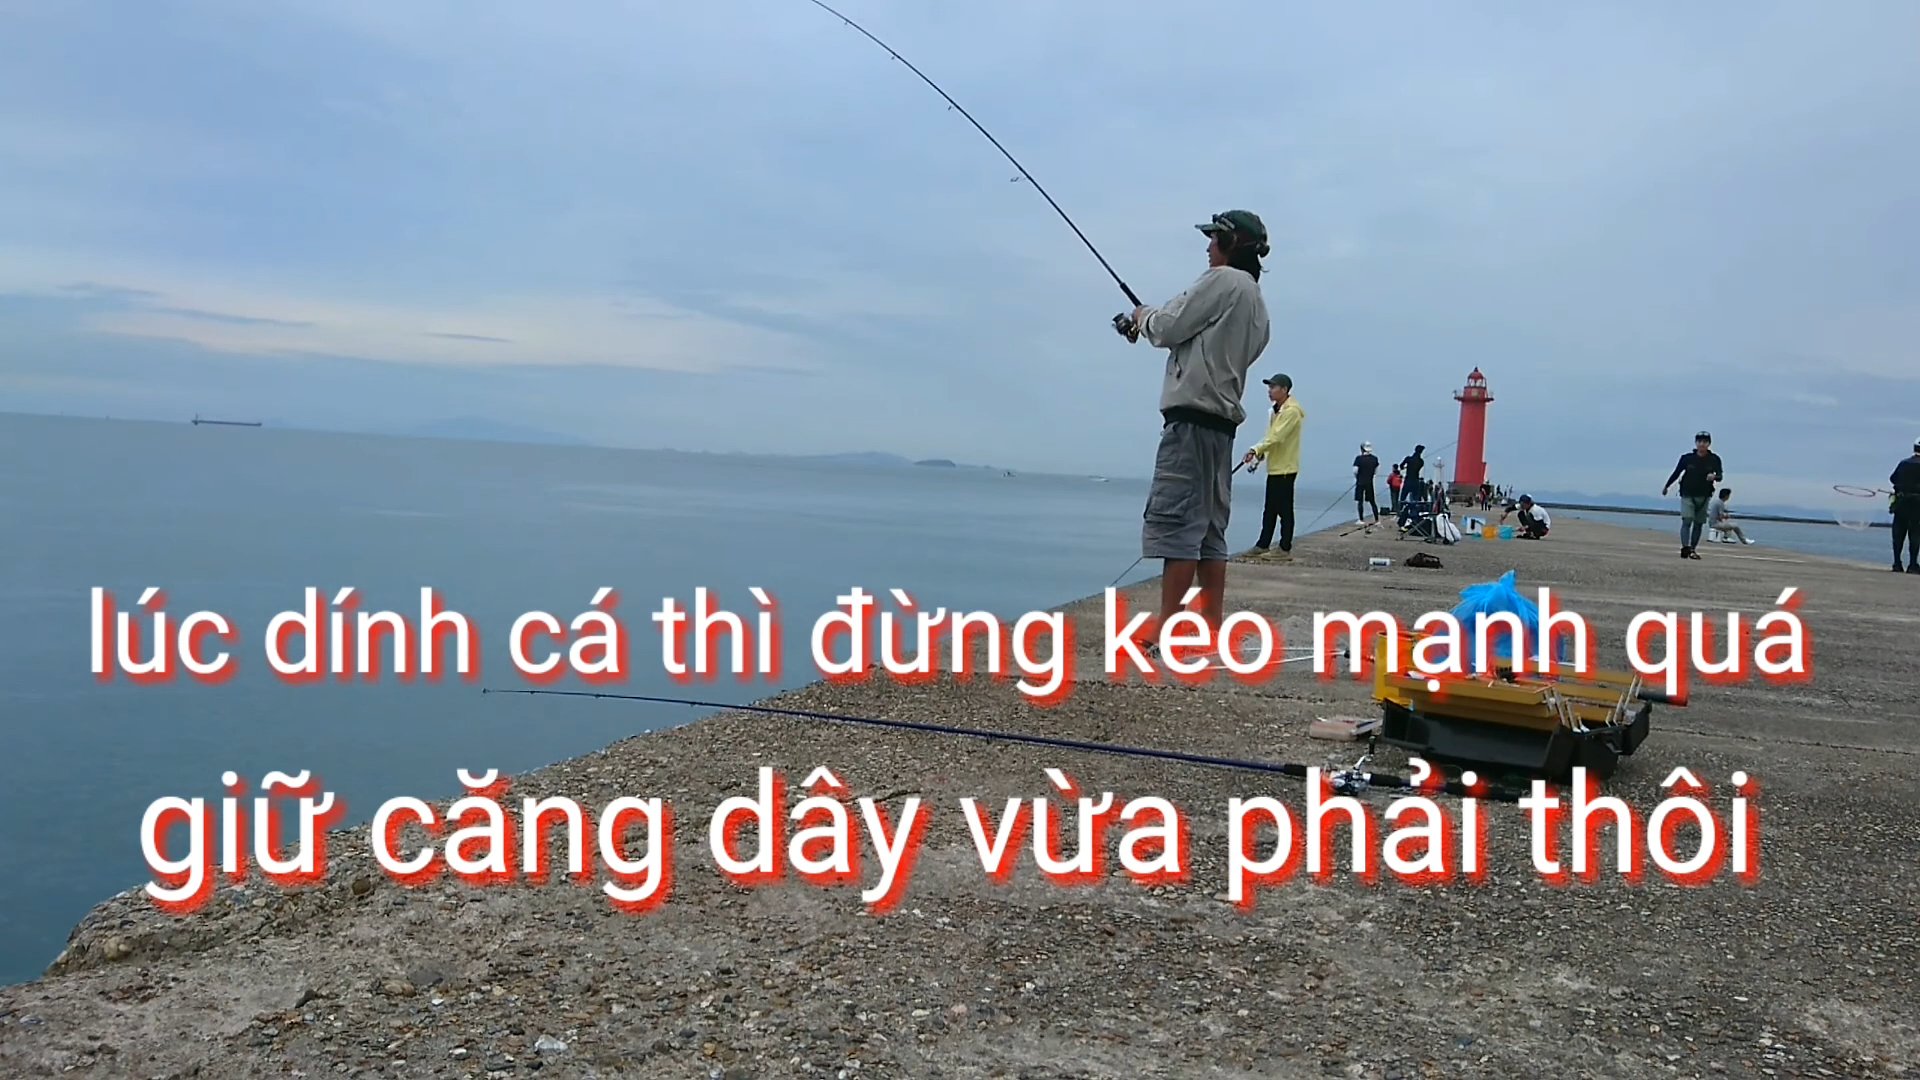 lúc dính cá thì đừng kéo mạnh quá
giữ căng dây vừa phải thôi